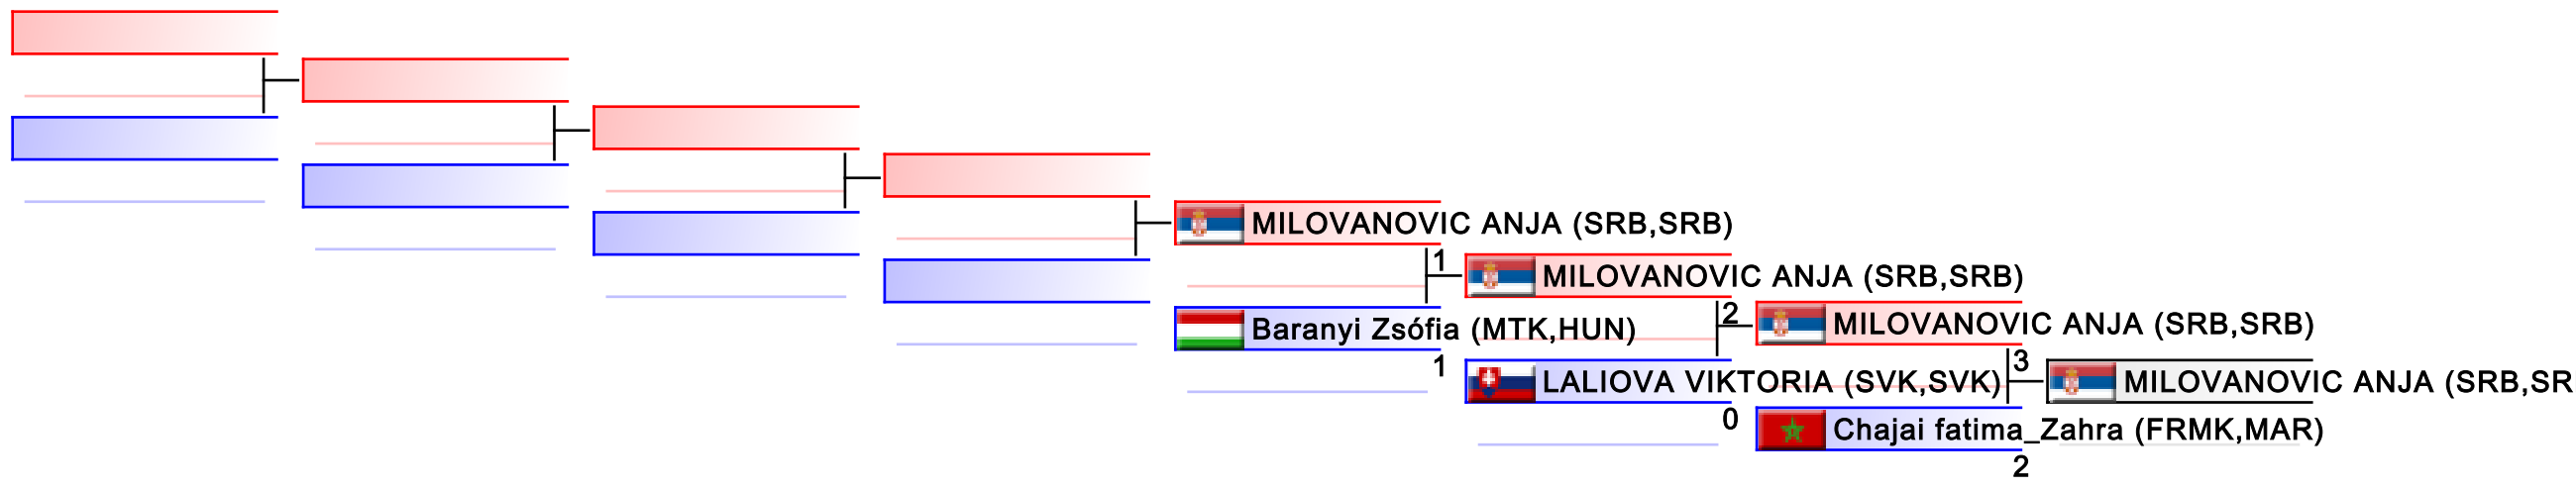 MILOVANOVIC ANJA (SRB,SRB)
1
MILOVANOVIC ANJA (SRB,SRB)
Baranyi Zsófia (MTK,HUN)
1
2
MILOVANOVIC ANJA (SRB,SRB)
LALIOVA VIKTORIA (SVK,SVK)
0
3
MILOVANOVIC ANJA (SRB,SR
Chajai fatima_Zahra (FRMK,MAR)
2